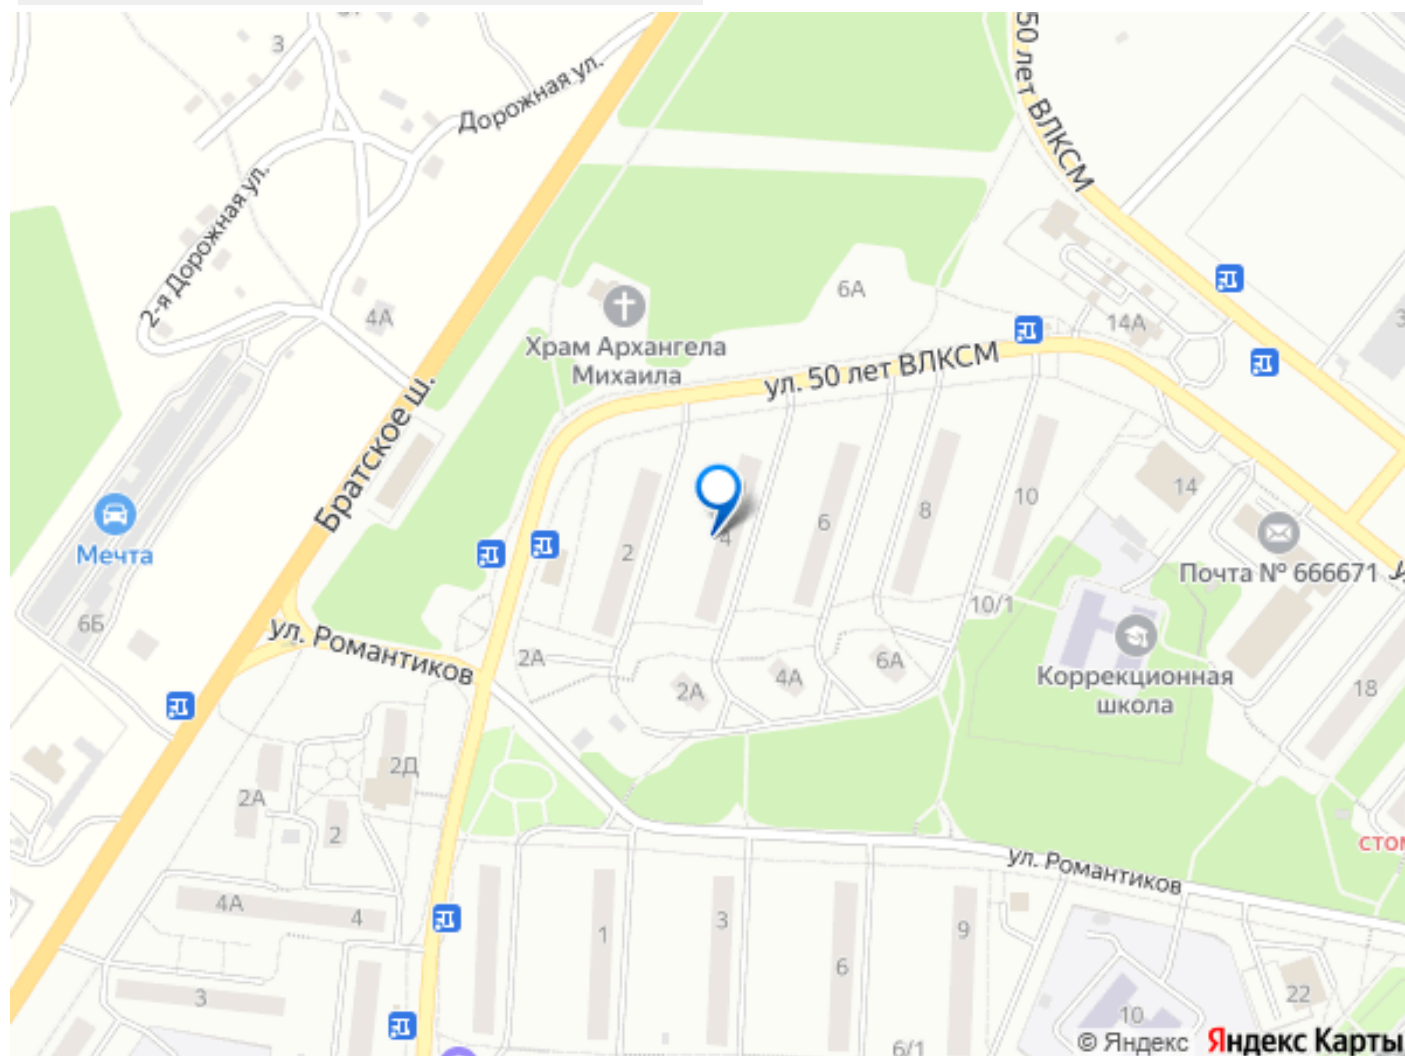 50 лет ВЛКСМ
3
Дорожная ул.
2-я Дорожная ул.
4А
6А
14А
Храм Архангела
Михаила
ул. 50 лет ВЛКСМ
Братское ш.
Мечта
6Б
2
4
6
8
10
14
Почта № 666671
10/1
Коррекционная
школа
18
ул. Романтиков
2А
2А
4А
6А
2Д
2А
2
4А
4
3
ул. Романтиков
1
3
6
9
10
22
6/1
© Яндекс Яндекс Карты